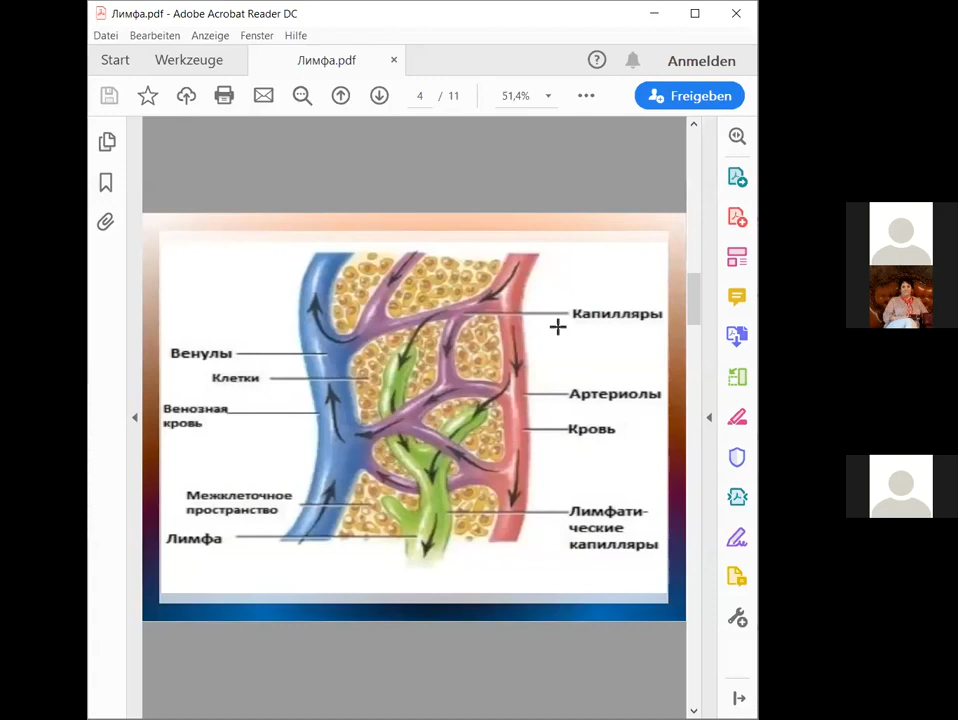 Лимфа.pdf - Adobe Acrobat Reader DC
Datei Bearbeiten Anzeige Fenster Hilfe
Start Werkzeuge Лимфа.pdf × ? Anmelden
4 / 11 51,4% Freigeben
Капилляры
Венулы
Клетки
Артериолы
Венозная
кровь
Кровь
Межклеточное
пространство
Лимфа
Лимфати-
ческие
капилляры